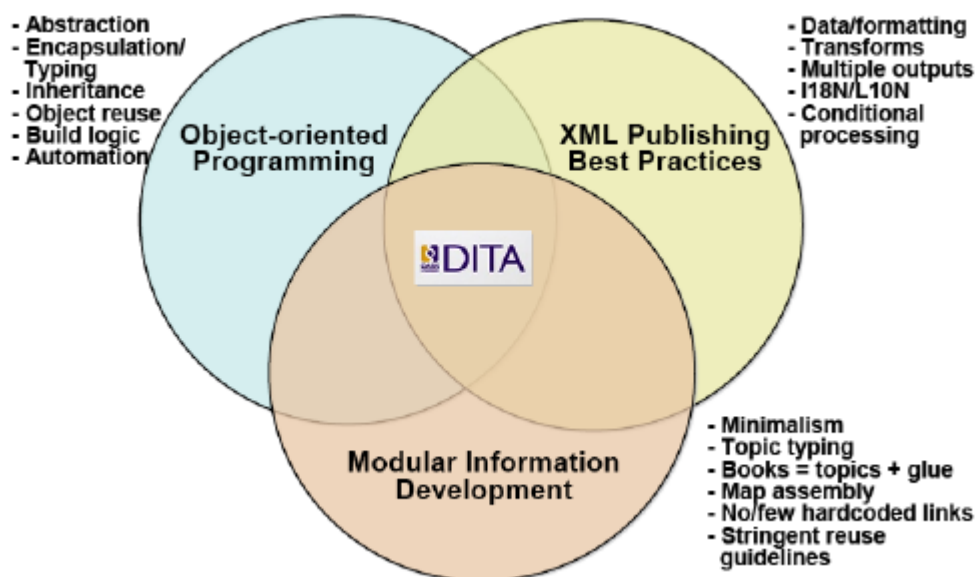 - Abstraction
- Encapsulation/
Typing
- Inheritance
- Object reuse
- Build logic
- Automation
- Data/formatting
- Transforms
- Multiple outputs
- I18N/L10N
- Conditional
processing
Object-oriented
Programming
XML Publishing
Best Practices
DITA
Modular Information
Development
- Minimalism
- Topic typing
- Books = topics + glue
- Map assembly
- No/few hardcoded links
- Stringent reuse
guidelines